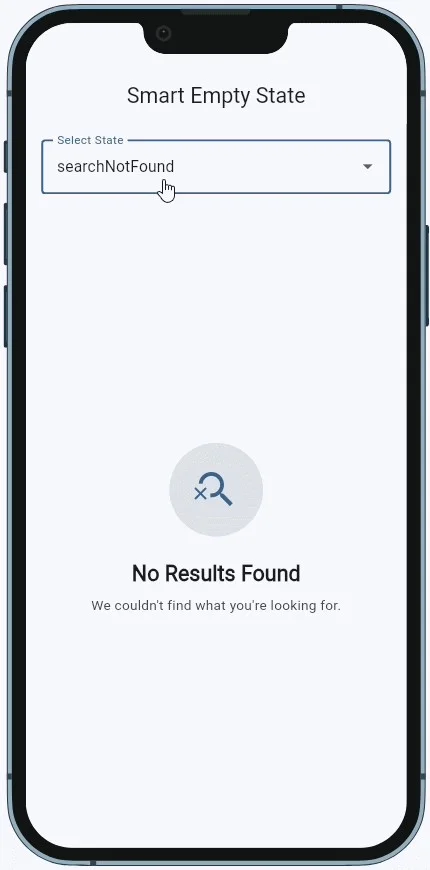 Smart Empty State
Select State
searchNotFound
No Results Found
We couldn't find what you're looking for.